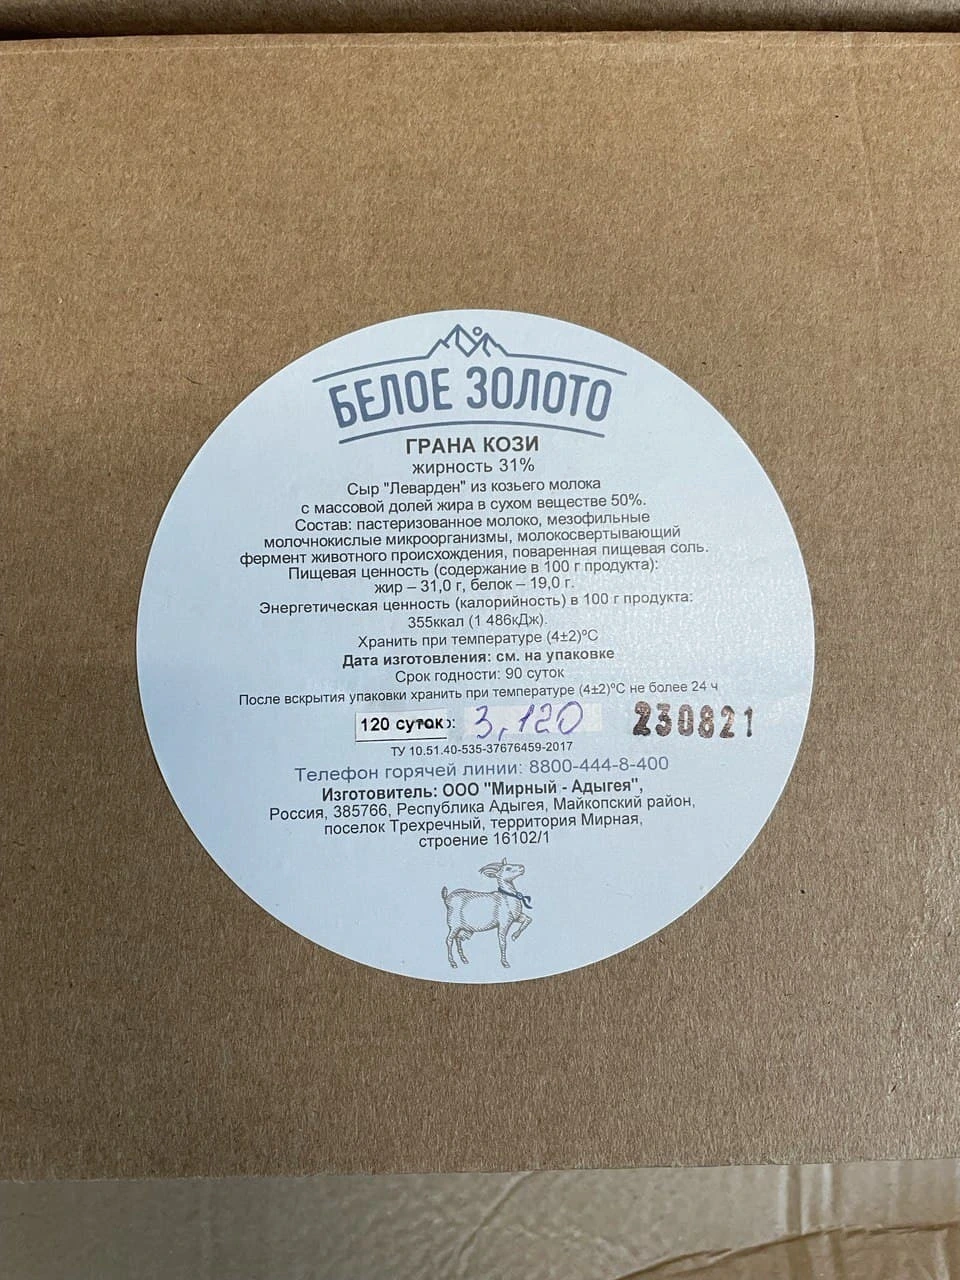 БЕЛОЕ ЗОЛОТО
ГРАНА КОЗИ
жирность 31%
Сыр "Леварден" из козьего молока
с массовой долей жира в сухом веществе 50%.
Состав: пастеризованное молоко, мезофильные
молочнокислые микроорганизмы, молокосвертывающий
фермент животного происхождения, поваренная пищевая соль.
Пищевая ценность (содержание в 100 г продукта):
жир – 31,0 г, белок – 19,0 г.
Энергетическая ценность (калорийность) в 100 г продукта:
355ккал (1 486кДж).
Хранить при температуре (4±2)°С
Дата изготовления: см. на упаковке
Срок годности: 90 суток
После вскрытия упаковки хранить при температуре (4±2)°С не более 24 ч
120 суток: 3,120 230821
ТУ 10.51.40-535-37676459-2017
Телефон горячей линии: 8800-444-8-400
Изготовитель: ООО "Мирный - Адыгея",
Россия, 385766, Республика Адыгея, Майкопский район,
поселок Трехречный, территория Мирная,
строение 16102/1